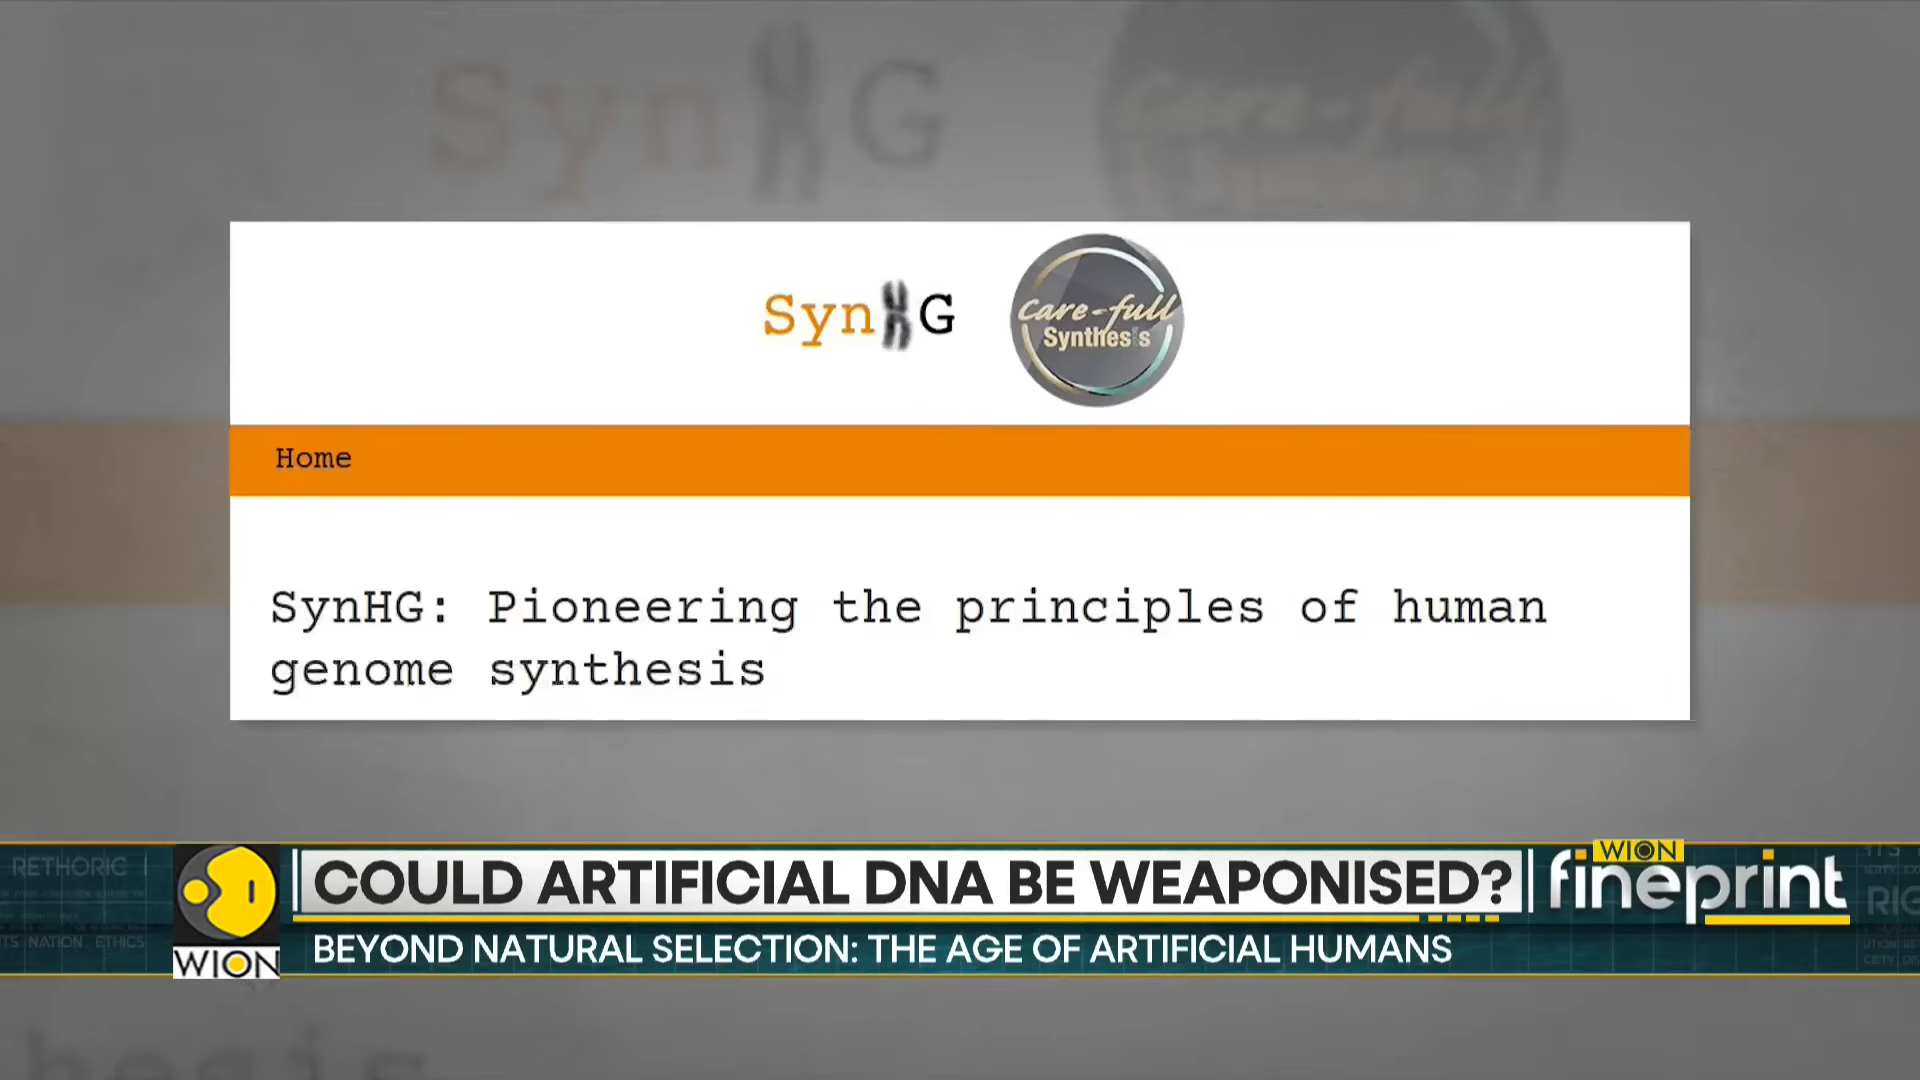 Syn G
Care-full
Synthesis
Home
SynHG: Pioneering the principles of human
genome synthesis
WION
COULD ARTIFICIAL DNA BE WEAPONISED?
fineprint
BEYOND NATURAL SELECTION: THE AGE OF ARTIFICIAL HUMANS
WION
RETHORIC
NATION ETHICS